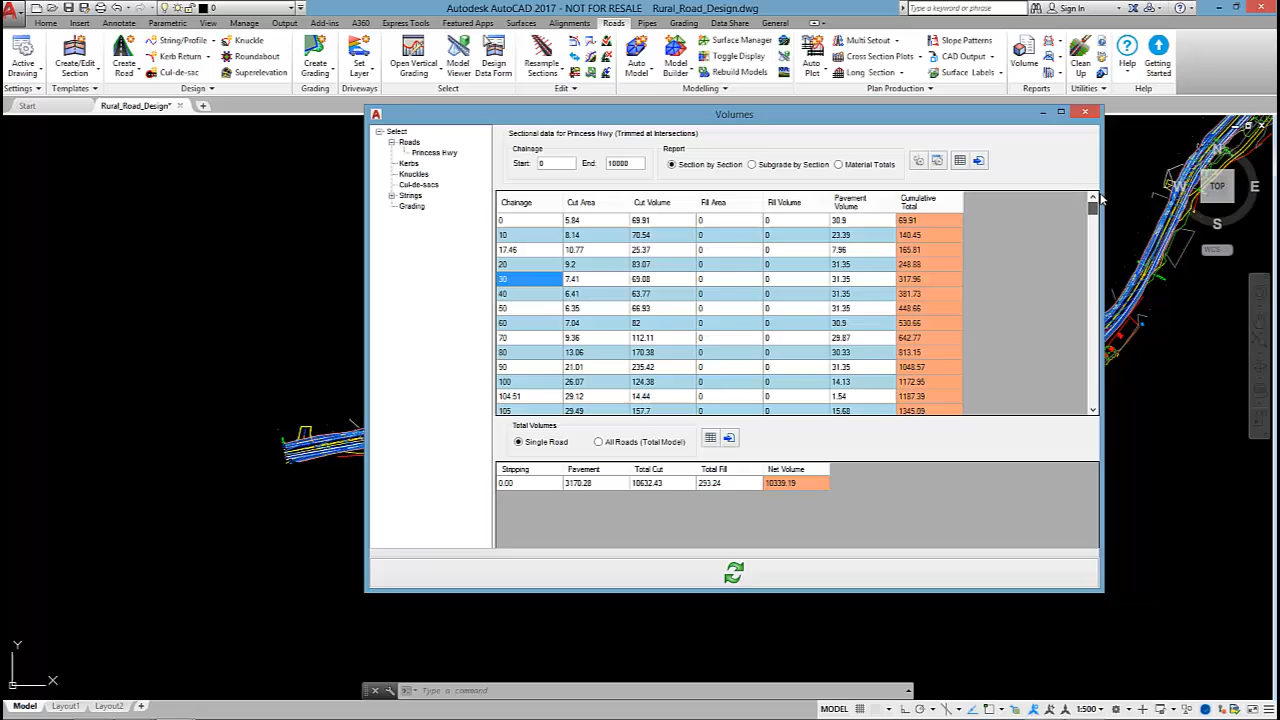 Autodesk AutoCAD 2017 - NOT FOR RESALE Rural_Road_Design.dwg
Type a keyword or phrase
Sign In
Home Insert Annotate Parametric View Manage Output Add-ins A360 Express Tools Featured Apps Surfaces Alignments Roads Pipes Grading Data Share General
Active Drawing Create/Edit Section Create Road String/Profile Kerb Return Cul-de-sac Knuckle Roundabout Superelevation Create Grading Set Layer Open Vertical Grading Model Viewer Design Data Form Resample Sections Auto Model Model Builder Surface Manager Toggle Display Rebuild Models Auto Plot Multi Setout Cross Section Plots Long Section Slope Patterns CAD Output Surface Labels Volume Clean Up Help Getting Started
Settings Templates Design Grading Driveways Select Edit Modelling Plan Production Reports Utilities Help
Start Rural_Road_Design*
Volumes
Select
Roads
Princess Hwy
Kerbs
Knuckles
Cul-de-sacs
Strings
Grading
Sectional data for Princess Hwy (Trimmed at Intersections)
Chainage Report
Start: 0 End: 10000 Section by Section Subgrade by Section Material Totals
Chainage Cut Area Cut Volume Fill Area Fill Volume Pavement Volume Cumulative Total
0 5.84 69.91 0 0 30.9 69.91
10 8.14 70.54 0 0 23.39 140.45
17.46 10.77 25.37 0 0 7.96 165.81
20 9.2 83.07 0 0 31.35 248.88
30 7.41 69.08 0 0 31.35 317.96
40 6.41 63.77 0 0 31.35 381.73
50 6.35 66.93 0 0 31.35 448.66
60 7.04 82 0 0 30.9 530.66
70 9.36 112.11 0 0 29.87 642.77
80 13.06 170.38 0 0 30.33 813.15
90 21.01 235.42 0 0 31.35 1048.57
100 26.07 124.38 0 0 14.13 1172.95
104.51 29.12 14.44 0 0 1.54 1187.39
105 29.49 157.7 0 0 15.68 1345.09
Total Volumes
Single Road All Roads (Total Model)
Stripping Pavement Total Cut Total Fill Net Volume
0.00 3170.28 10632.43 293.24 10339.19
N
W TOP E
S
WCS
Y
X
Type a command
Model Layout1 Layout2
MODEL 1:500